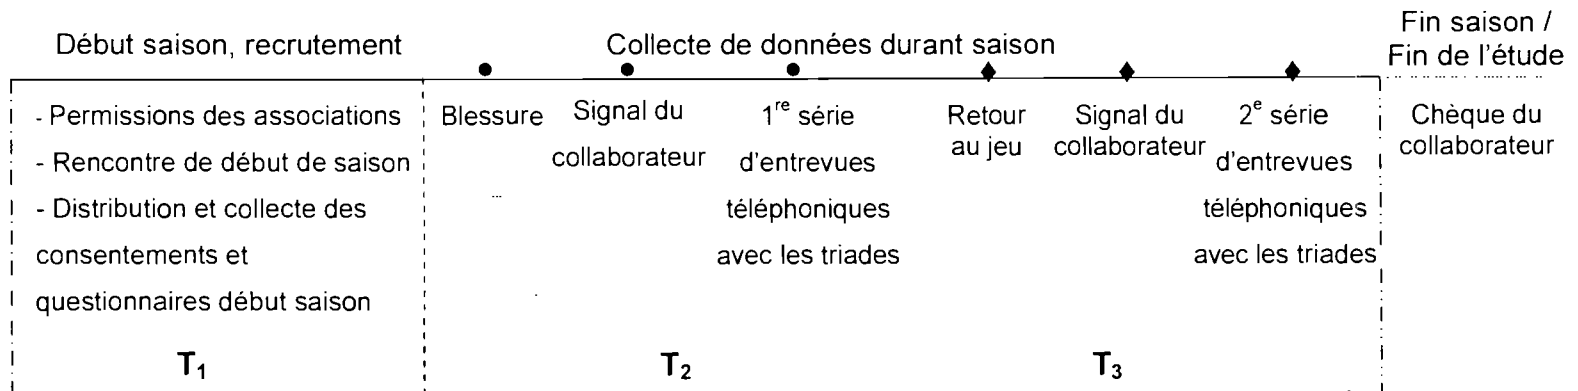 Début saison, recrutement
Collecte de données durant saison
Fin saison /
Fin de l'étude
- Permissions des associations
- Rencontre de début de saison
- Distribution et collecte des
consentements et
questionnaires début saison
Blessure
Signal du
collaborateur
1re série
d'entrevues
téléphoniques
avec les triades
Retour
au jeu
Signal du
collaborateur
2e série
d'entrevues
téléphoniques
avec les triades
Chèque du
collaborateur
T1
T2
T3